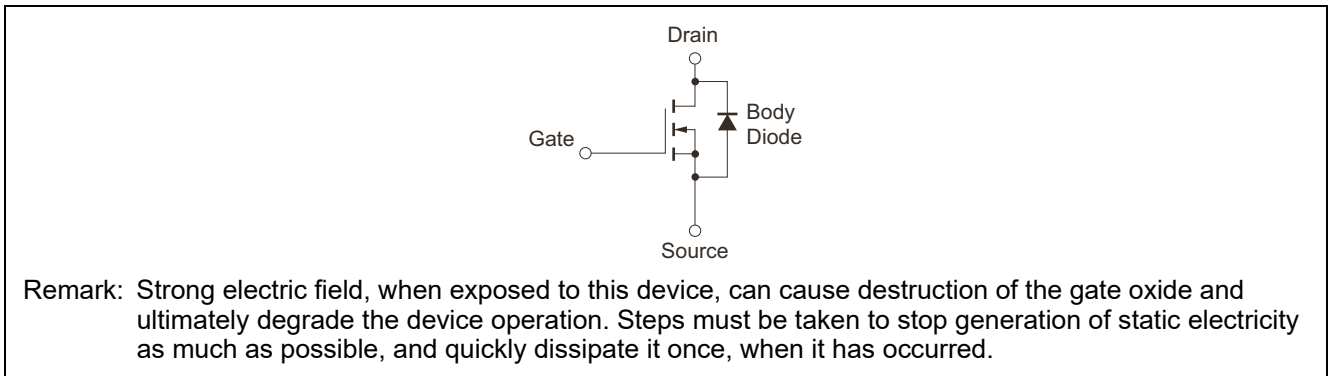 Drain
Body
Diode
Gate
Source
Remark: Strong electric field, when exposed to this device, can cause destruction of the gate oxide and
ultimately degrade the device operation. Steps must be taken to stop generation of static electricity
as much as possible, and quickly dissipate it once, when it has occurred.